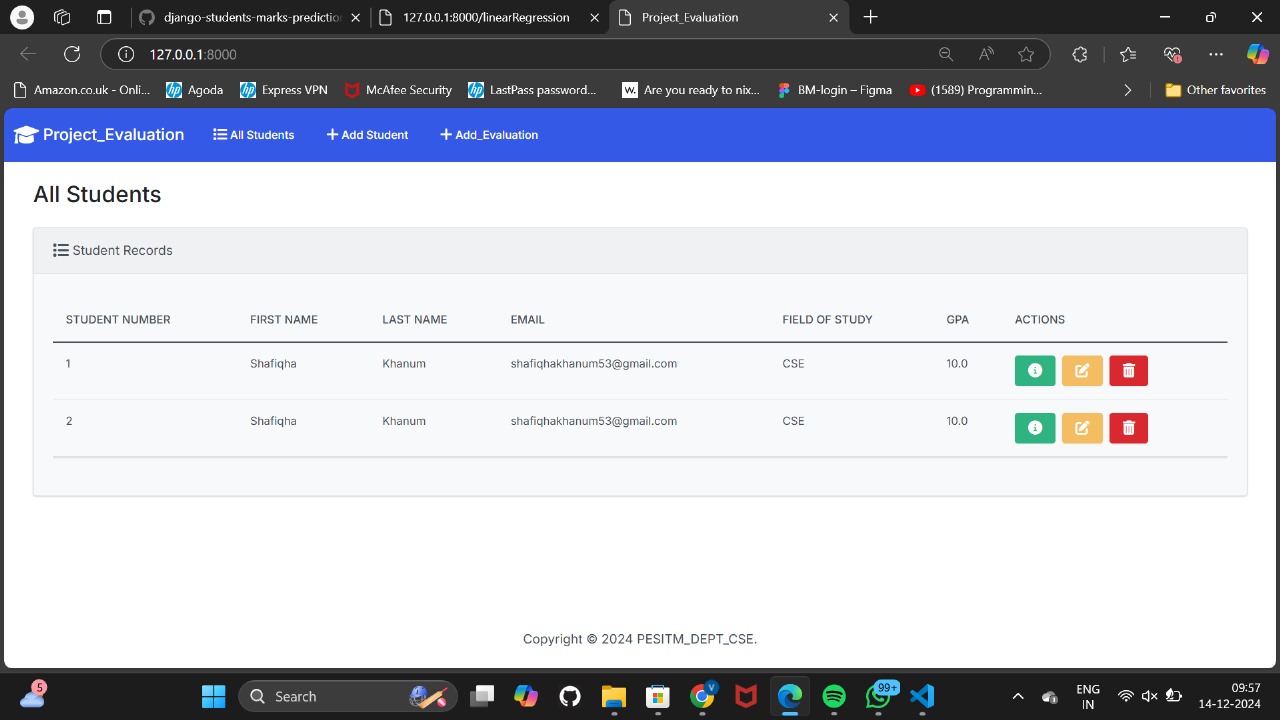 django-students-marks-predictio
127.0.0.1:8000/linearRegression
Project_Evaluation
127.0.0.1:8000
Amazon.co.uk - Onli...
Agoda
Express VPN
McAfee Security
LastPass password...
Are you ready to nix...
BM-login – Figma
(1589) Programmin...
Other favorites
Project_Evaluation
All Students
Add Student
Add_Evaluation
All Students
Student Records
STUDENT NUMBER FIRST NAME LAST NAME EMAIL FIELD OF STUDY GPA ACTIONS
1 Shafiqha Khanum shafiqhakhanum53@gmail.com CSE 10.0
2 Shafiqha Khanum shafiqhakhanum53@gmail.com CSE 10.0
Copyright © 2024 PESITM_DEPT_CSE.
5
Search
V
99+
ENG
IN
09:57
14-12-2024